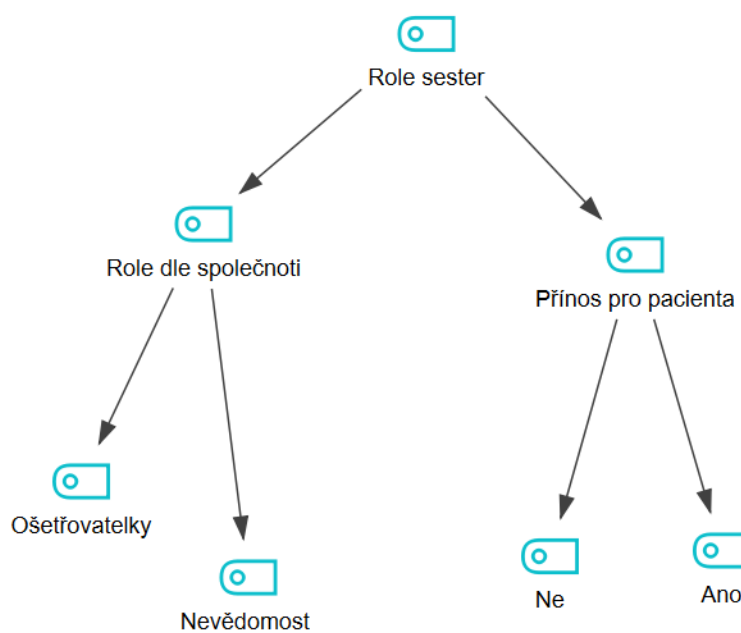 Role sester
Role dle společnoti
Přínos pro pacienta
Ošetřovatelky
Nevědomost
Ne
Ano